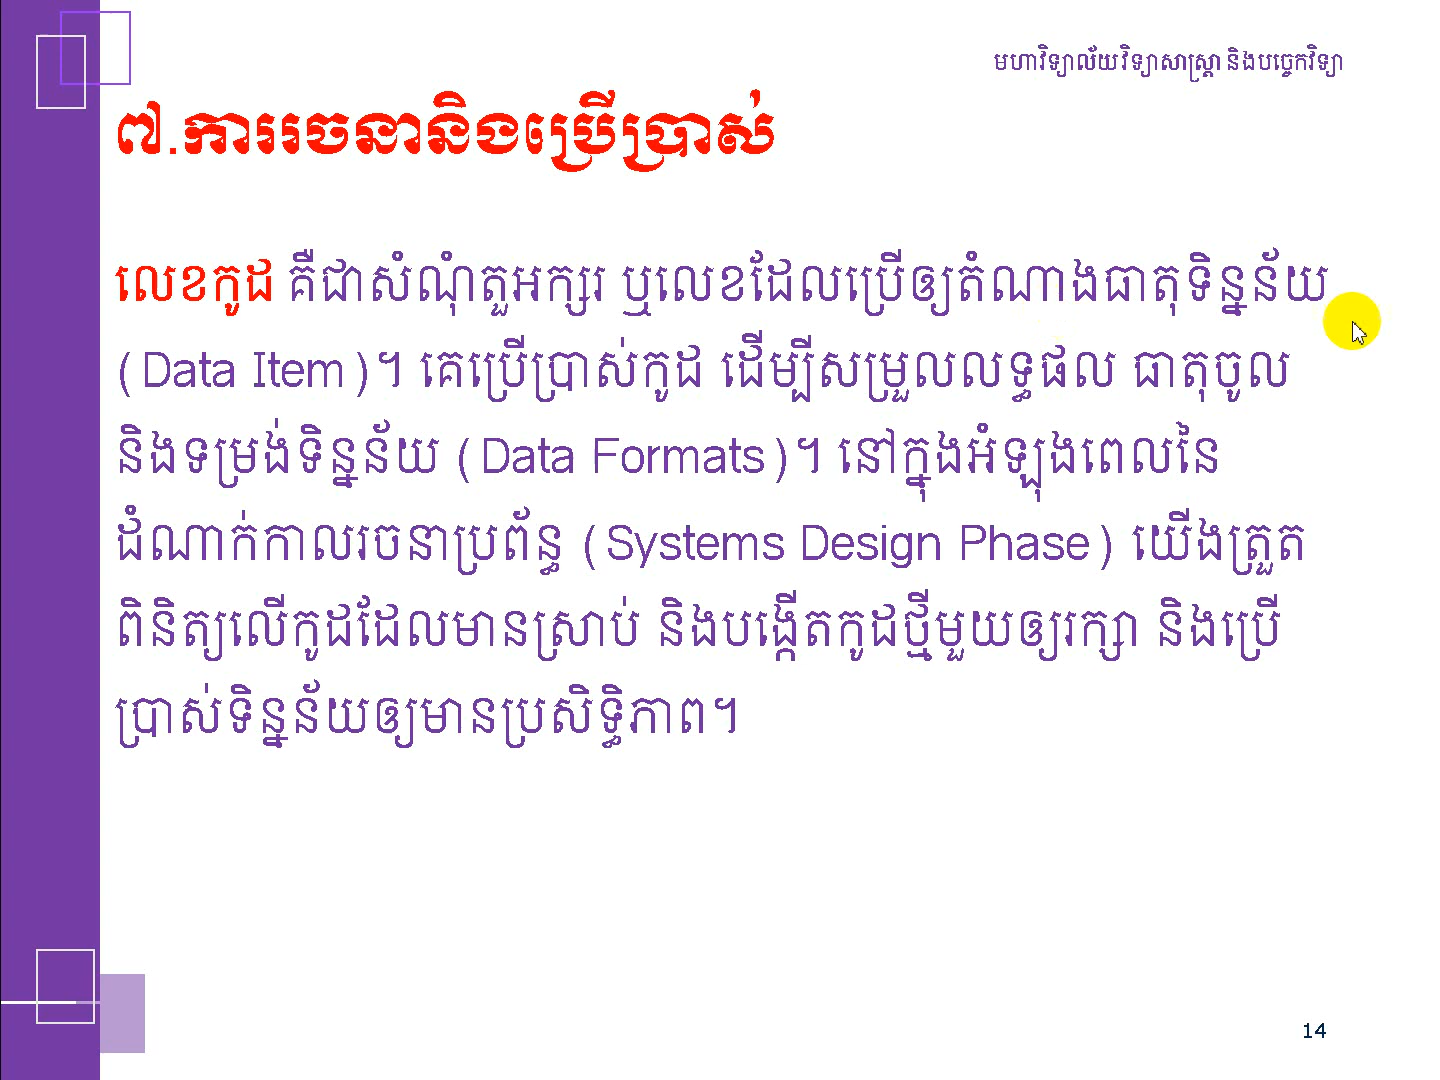 មហាវិទ្យាល័យវិទ្យាសាស្ត្រា និងបច្ចេកវិទ្យា
៧.ការរចនានិងប្រើប្រាស់
លេខកូដ គឺជាសំណុំតួអក្សរ ឬលេខដែលប្រើឲ្យតំណាងធាតុទិន្នន័យ
(Data Item)។ គេប្រើប្រាស់កូដ ដើម្បីសម្រួលលទ្ធផល ធាតុចូល
និងទម្រង់ទិន្នន័យ (Data Formats)។ នៅក្នុងអំឡុងពេលនៃ
ដំណាក់កាលរចនាប្រព័ន្ធ (Systems Design Phase) យើងត្រួត
ពិនិត្យលើកូដដែលមានស្រាប់ និងបង្កើតកូដថ្មីមួយឲ្យរក្សា និងប្រើ
ប្រាស់ទិន្នន័យឲ្យមានប្រសិទ្ធិភាព។
14